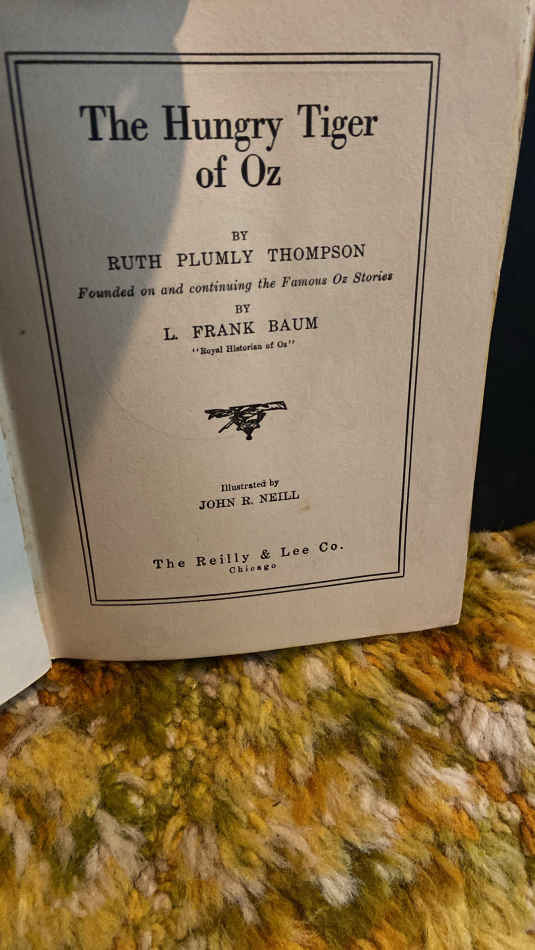 The Hungry Tiger
of Oz
BY
RUTH PLUMLY THOMPSON
Founded on and continuing the Famous Oz Stories
BY
L. FRANK BAUM
"Royal Historian of Oz"
Illustrated by
JOHN R. NEILL
The Reilly & Lee Co.
Chicago